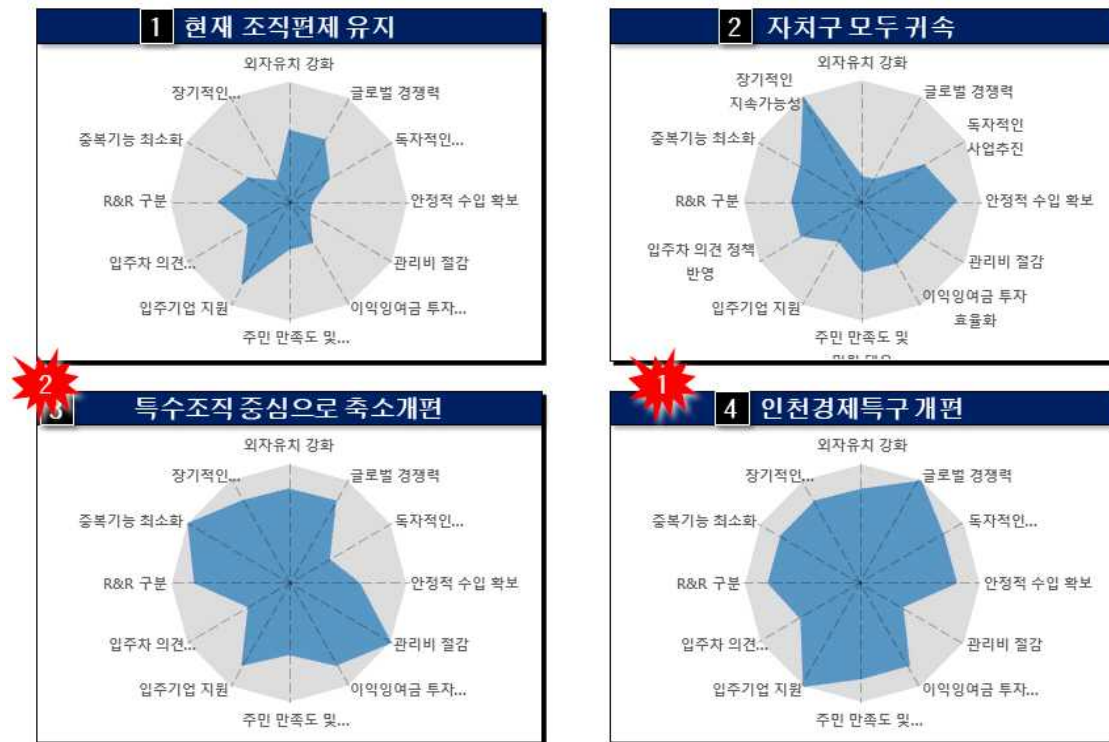 1 현재 조직편제 유지
외자유치 강화
글로벌 경쟁력
독자적인...
안정적 수입 확보
관리비 절감
이익잉여금 투자...
주민 만족도 및...
입주기업 지원
입주차 의견...
R&R 구분
중복기능 최소화
장기적인...
2 자치구 모두 귀속
외자유치 강화
글로벌 경쟁력
독자적인
사업추진
안정적 수입 확보
관리비 절감
이익잉여금 투자
효율화
주민 만족도 및
입주기업 지원
입주차 의견 정책
반영
R&R 구분
중복기능 최소화
장기적인
지속가능성
2
3 특수조직 중심으로 축소개편
외자유치 강화
글로벌 경쟁력
독자적인...
안정적 수입 확보
관리비 절감
이익잉여금 투자...
주민 만족도 및...
입주기업 지원
입주차 의견...
R&R 구분
중복기능 최소화
장기적인...
1
4 인천경제특구 개편
외자유치 강화
글로벌 경쟁력
독자적인...
안정적 수입 확보
관리비 절감
이익잉여금 투자...
주민 만족도 및...
입주기업 지원
입주차 의견...
R&R 구분
중복기능 최소화
장기적인...